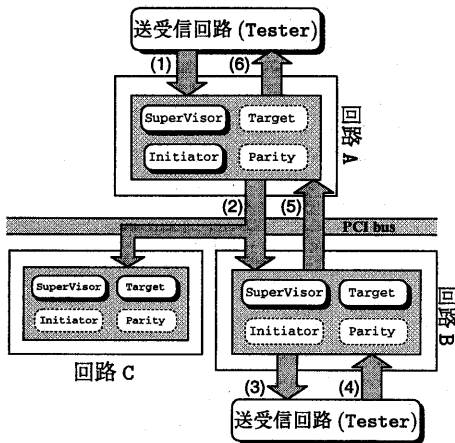 送受信回路 (Tester)
(1)
(6)
SuperVisor
Target
Initiator
Parity
回路 A
(2)
(5)
PCI bus
SuperVisor
Target
Initiator
Parity
回路 C
SuperVisor
Target
Initiator
Parity
回路 B
(3)
(4)
送受信回路 (Tester)